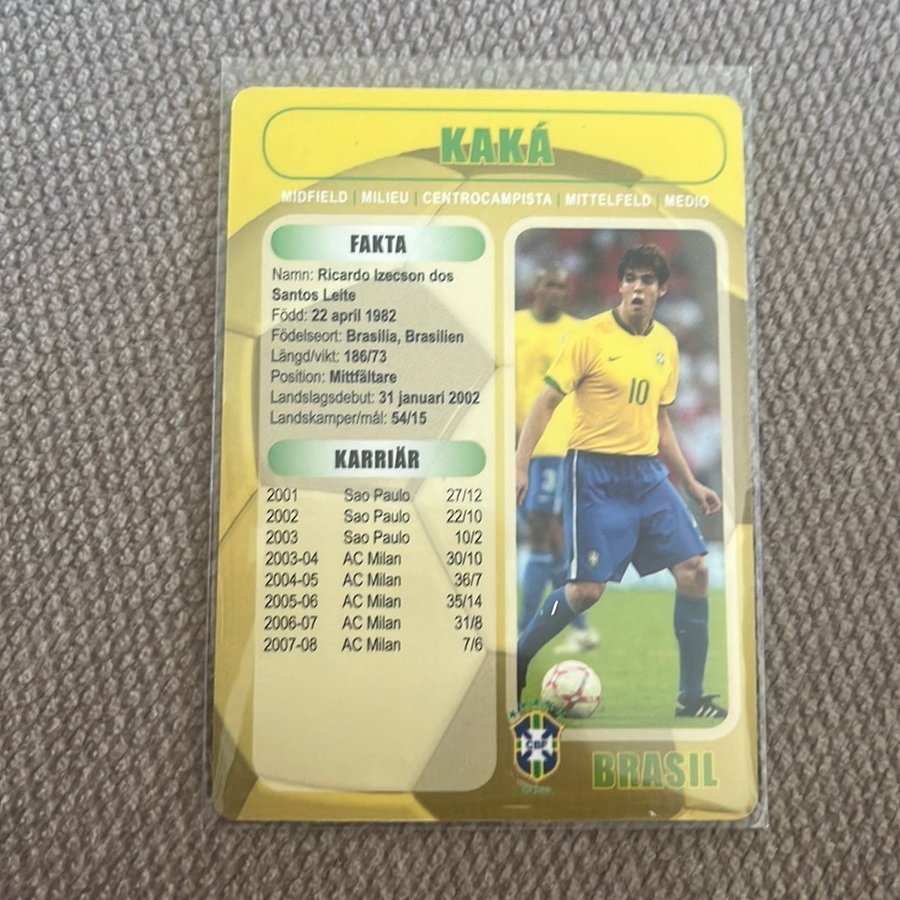 KAKÁ
MIDFIELD | MILIEU | CENTROCAMPISTA | MITTELFELD | MEDIO
FAKTA
Namn: Ricardo Izecson dos
Santos Leite
Född: 22 april 1982
Födelseort: Brasilia, Brasilien
Längd/vikt: 186/73
Position: Mittfältare
Landslagsdebut: 31 januari 2002
Landskamper/mål: 54/15
KARRIÄR
2001 Sao Paulo 27/12
2002 Sao Paulo 22/10
2003 Sao Paulo 10/2
2003-04 AC Milan 30/10
2004-05 AC Milan 36/7
2005-06 AC Milan 35/14
2006-07 AC Milan 31/8
2007-08 AC Milan 7/6
10
3
CBF
BRASIL